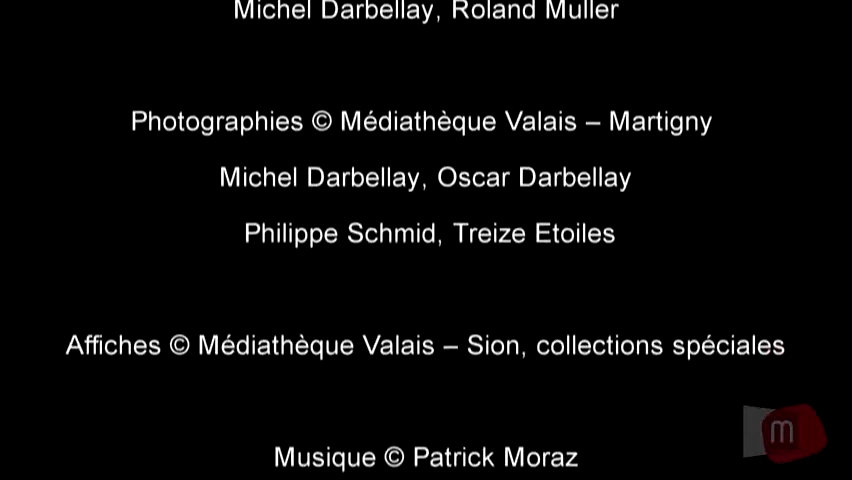 Michel Darbellay, Roland Muller
Photographies © Médiathèque Valais – Martigny
Michel Darbellay, Oscar Darbellay
Philippe Schmid, Treize Etoiles
Affiches © Médiathèque Valais – Sion, collections spéciales
Musique © Patrick Moraz
m